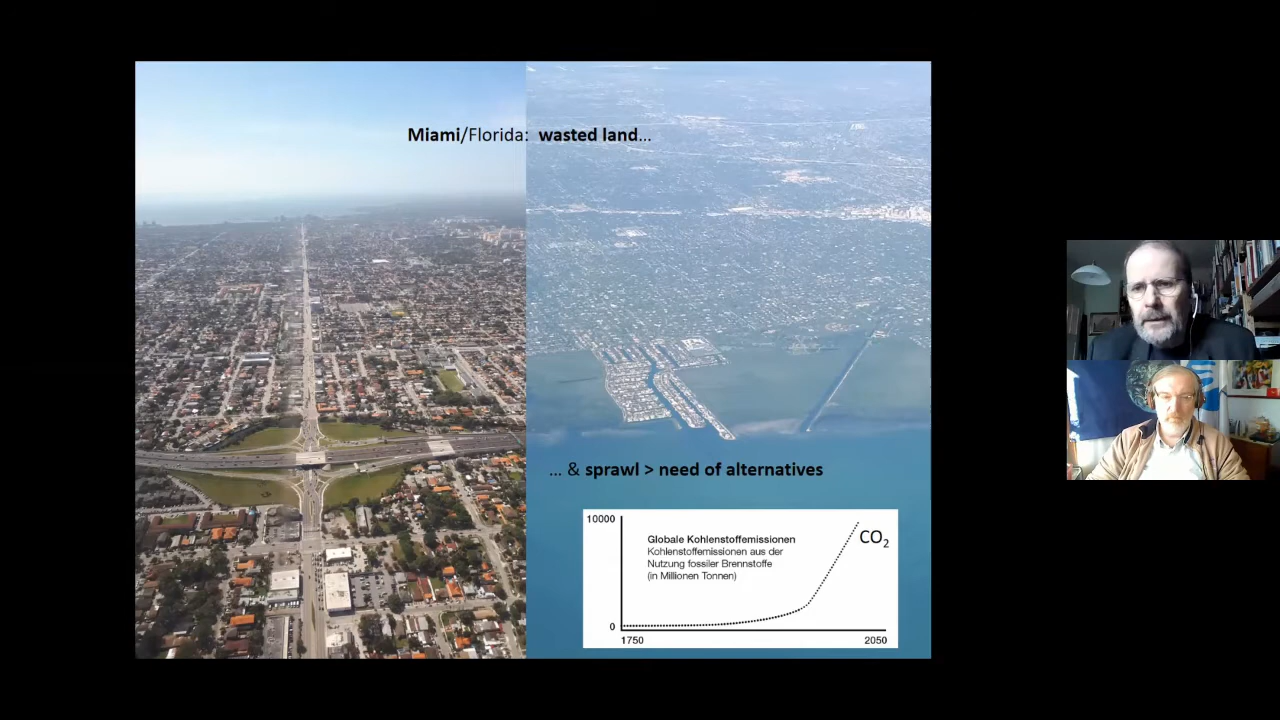 Miami/Florida: wasted land...
... & sprawl > need of alternatives
10000
Globale Kohlenstoffemissionen
Kohlenstoffemissionen aus der
Nutzung fossiler Brennstoffe
(in Millionen Tonnen)
CO₂
0
1750
2050